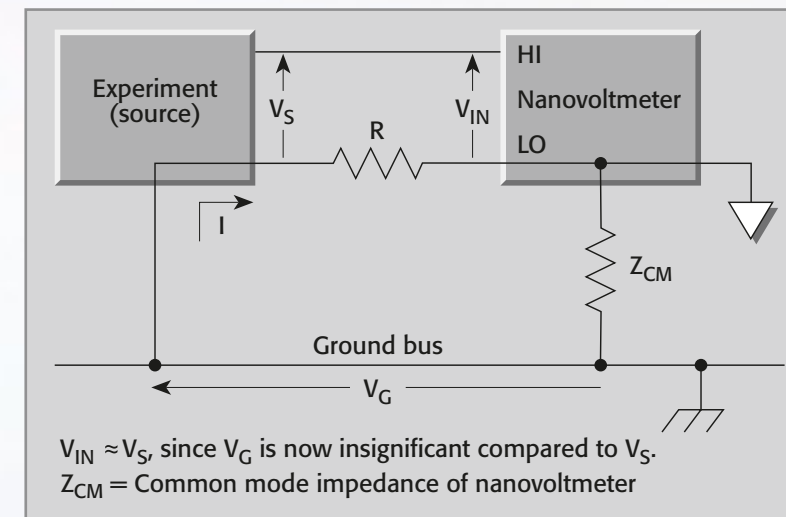 Experiment
(source)
V_S
R
V_IN
HI
Nanovoltmeter
LO
I
Z_CM
Ground bus
V_G
V_IN ≈ V_S, since V_G is now insignificant compared to V_S.
Z_CM = Common mode impedance of nanovoltmeter